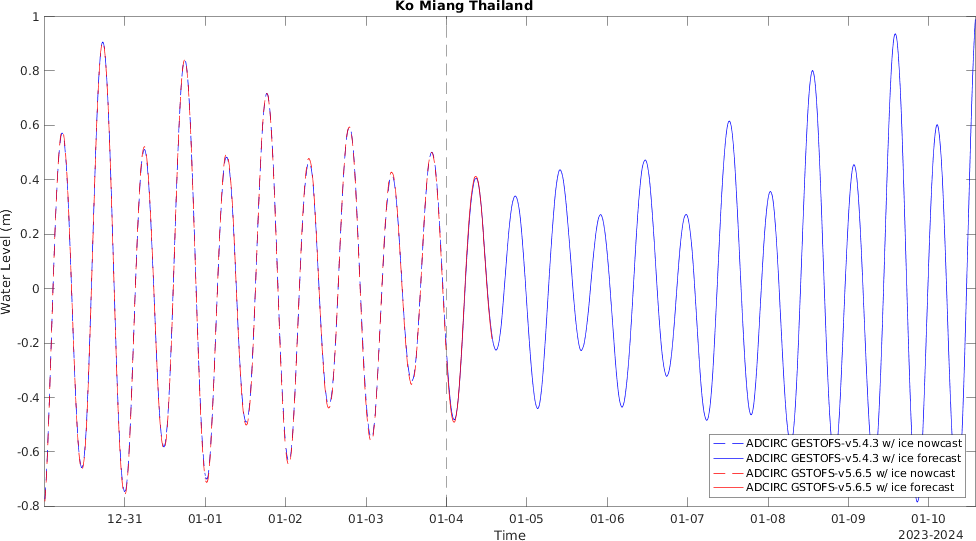 Ko Miang Thailand
1
0.8
0.6
0.4
0.2
0
-0.2
-0.4
-0.6
-0.8
Water Level (m)
12-31 01-01 01-02 01-03 01-04 01-05 01-06 01-07 01-08 01-09 01-10
Time
2023-2024
ADCIRC GESTOFS-v5.4.3 w/ ice nowcast
ADCIRC GESTOFS-v5.4.3 w/ ice forecast
ADCIRC GSTOFS-v5.6.5 w/ ice nowcast
ADCIRC GSTOFS-v5.6.5 w/ ice forecast